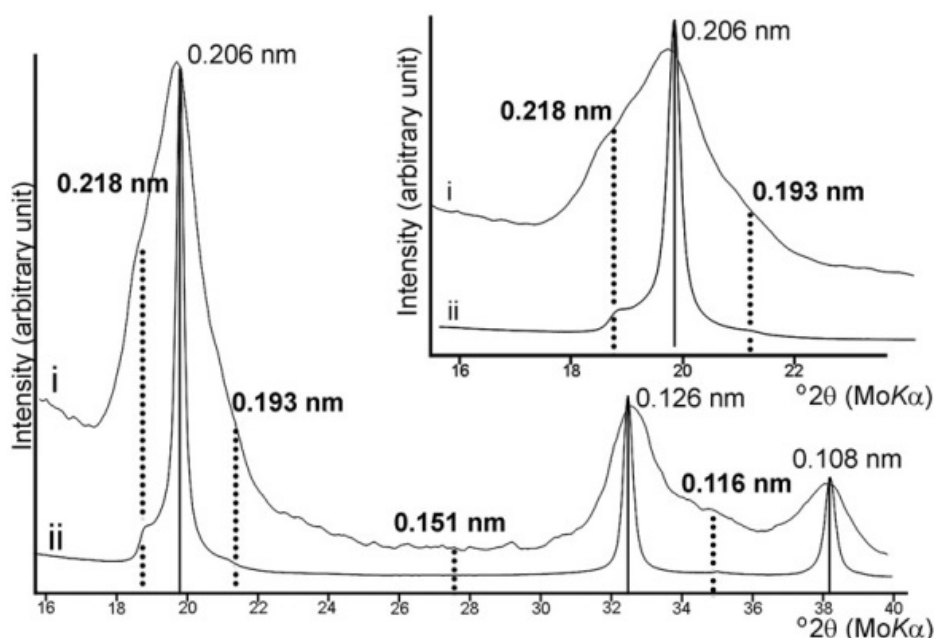 0.206 nm
0.218 nm
0.193 nm
i
ii
Intensity (arbitrary unit)
16 18 20 22
°2θ (MoKα)
0.206 nm
0.218 nm
0.193 nm
0.151 nm
0.126 nm
0.116 nm
0.108 nm
i
ii
Intensity (arbitrary unit)
16 18 20 22 24 26 28 30 32 34 36 38 40
°2θ (MoKα)